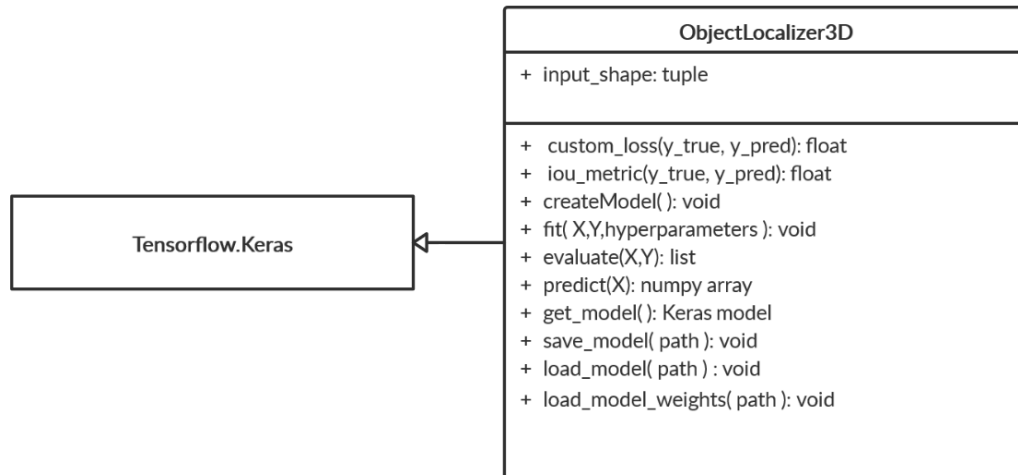 ObjectLocalizer3D
+ input_shape: tuple
+ custom_loss(y_true, y_pred): float
+ iou_metric(y_true, y_pred): float
+ createModel( ): void
+ fit( X,Y,hyperparameters ): void
+ evaluate(X,Y): list
+ predict(X): numpy array
+ get_model( ): Keras model
+ save_model( path ): void
+ load_model( path ) : void
+ load_model_weights( path ): void
Tensorflow.Keras